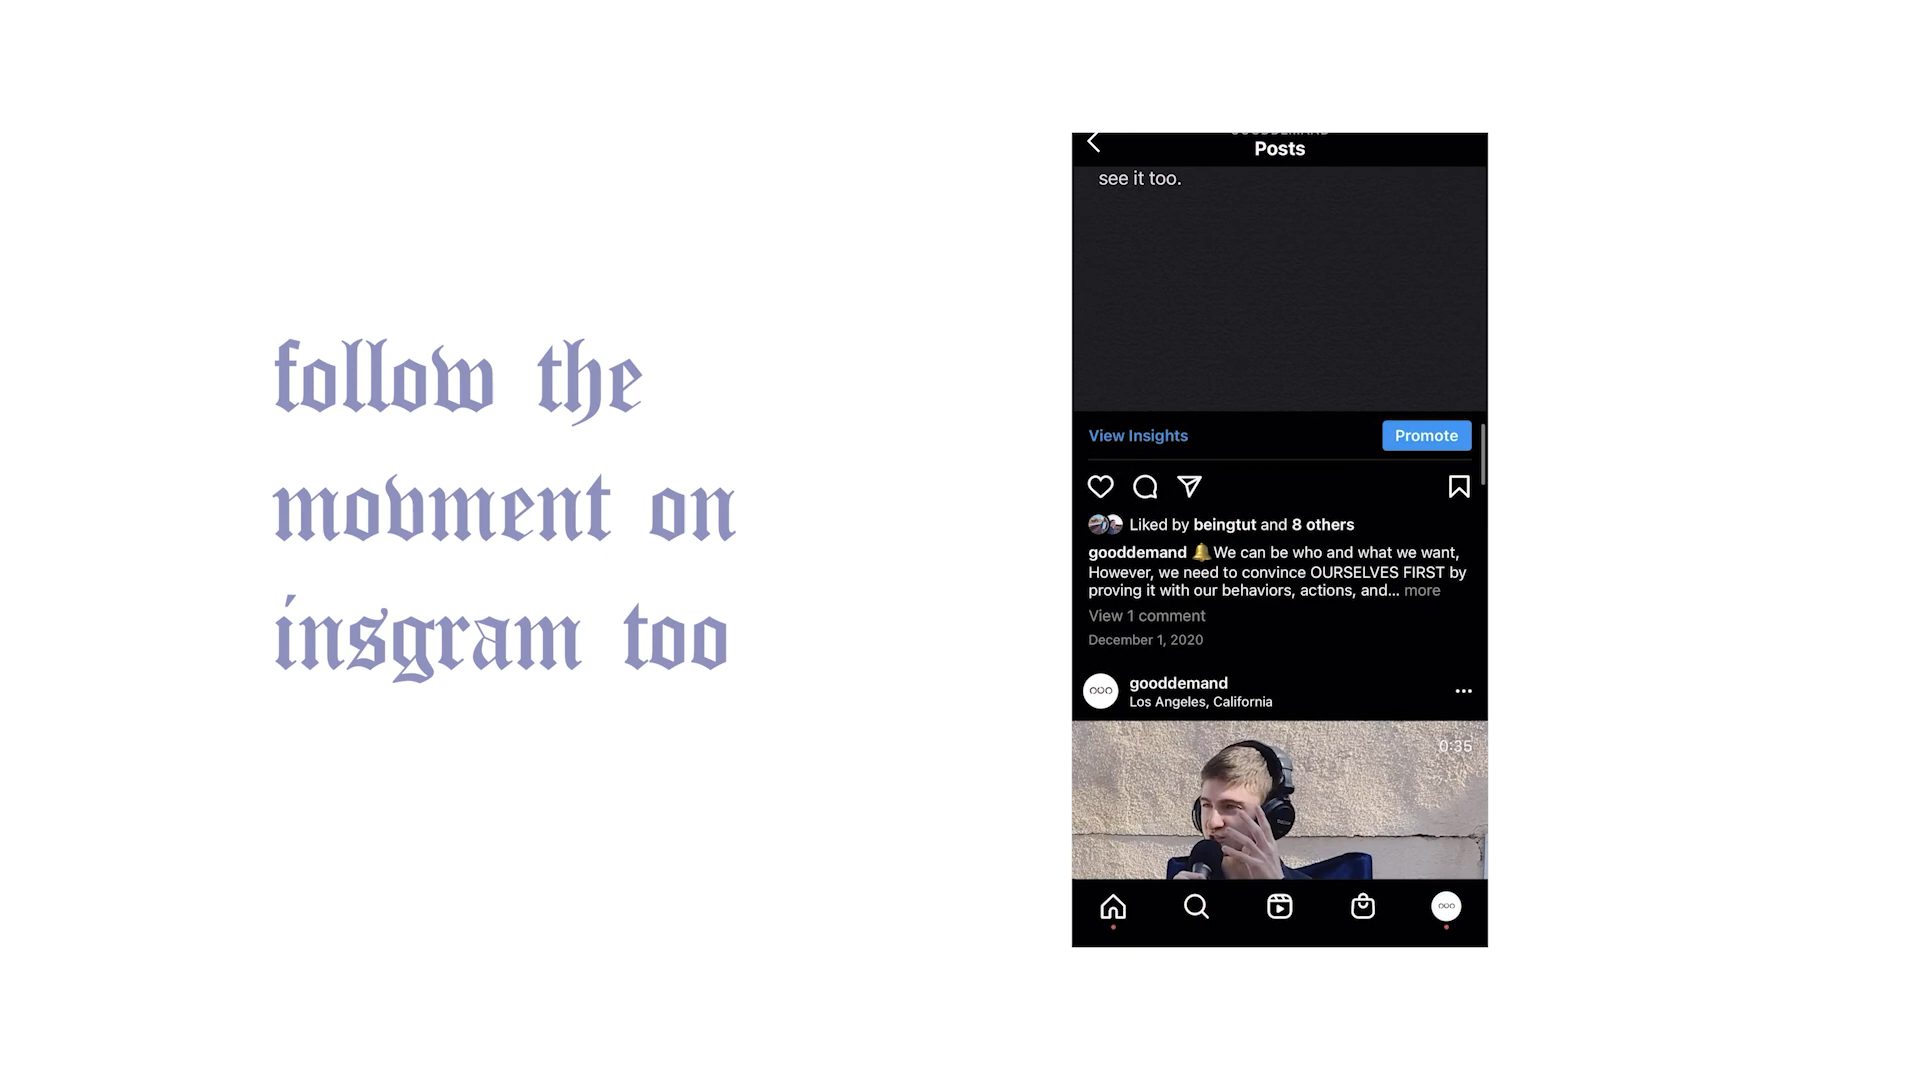 follow the
movment on
insgram too
Posts
see it too.
View Insights
Promote
Liked by beingtut and 8 others
gooddemand 🔔We can be who and what we want,
However, we need to convince OURSELVES FIRST by
proving it with our behaviors, actions, and... more
View 1 comment
December 1, 2020
gooddemand
Los Angeles, California
0:35